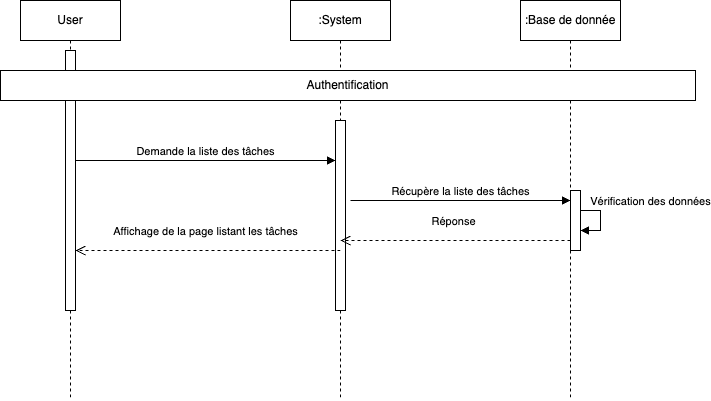 User
:System
:Base de donnée
Authentification
Demande la liste des tâches
Récupère la liste des tâches
Vérification des données
Réponse
Affichage de la page listant les tâches